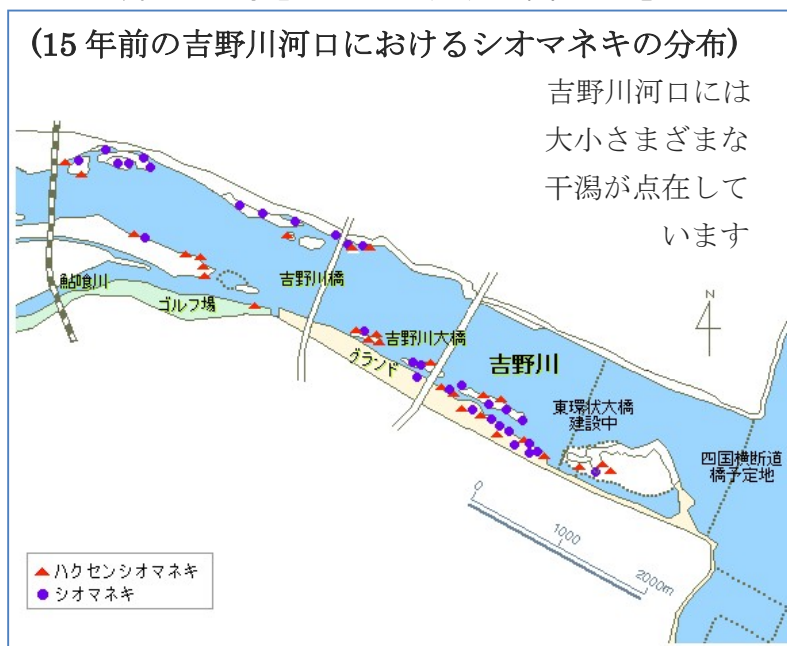 (15年前の吉野川河口におけるシオマネキの分布)
吉野川河口には
大小さまざまな
干潟が点在して
います
鮎喰川
ゴルフ場
吉野川橋
グランド
吉野川大橋
吉野川
N
東環伏大橋
建設中
四国横断道
橋予定地
0
1000
2000m
ハクセンシオマネキ
シオマネキ